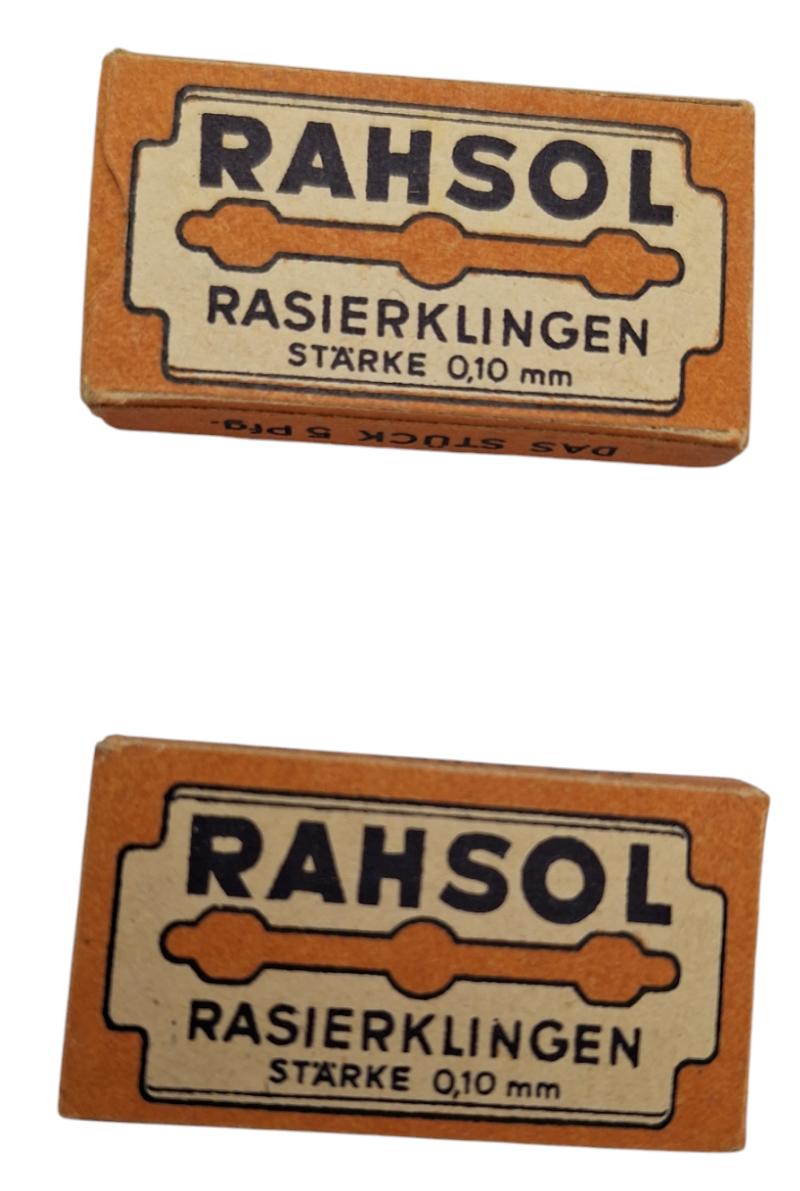 RAHSOL
RASIERKLINGEN
STÄRKE 0,10 mm
DAS STÜCK 5 Pfg.
RAHSOL
RASIERKLINGEN
STÄRKE 0,10 mm